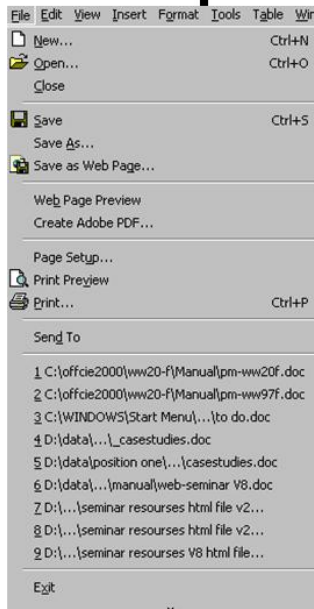 File Edit View Insert Format Tools Table Win
New... Ctrl+N
Open... Ctrl+O
Close
Save Ctrl+S
Save As...
Save as Web Page...
Web Page Preview
Create Adobe PDF...
Page Setup...
Print Preview
Print... Ctrl+P
Send To
1 C:\offcie2000\ww20-f\Manual\pm-ww20f.doc
2 C:\offcie2000\ww20-f\Manual\pm-ww97f.doc
3 C:\WINDOWS\Start Menu\...\to do.doc
4 D:\data\...\_casestudies.doc
5 D:\data\position one\...\casestudies.doc
6 D:\data\...\manual\web-seminar V8.doc
7 D:\...\seminar resourses html file v2...
8 D:\...\seminar resourses html file v2...
9 D:\...\seminar resourses V8 html file...
Exit